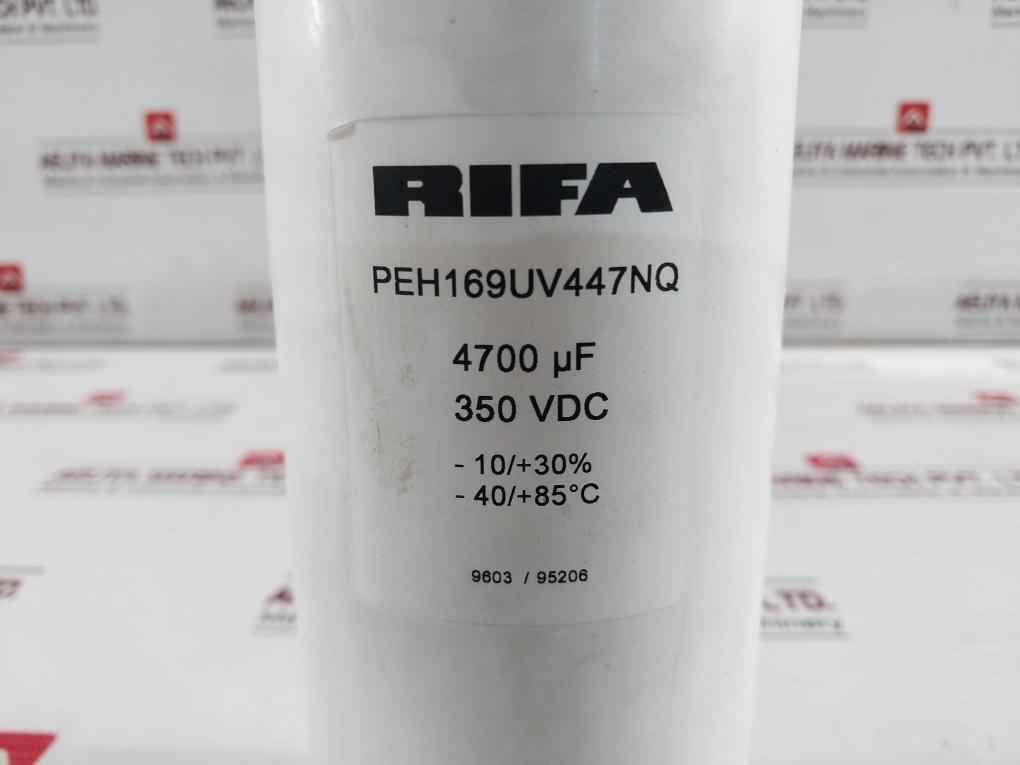 RIFA
PEH169UV447NQ
4700 µF
350 VDC
- 10/+30%
- 40/+85°C
9603 / 95206